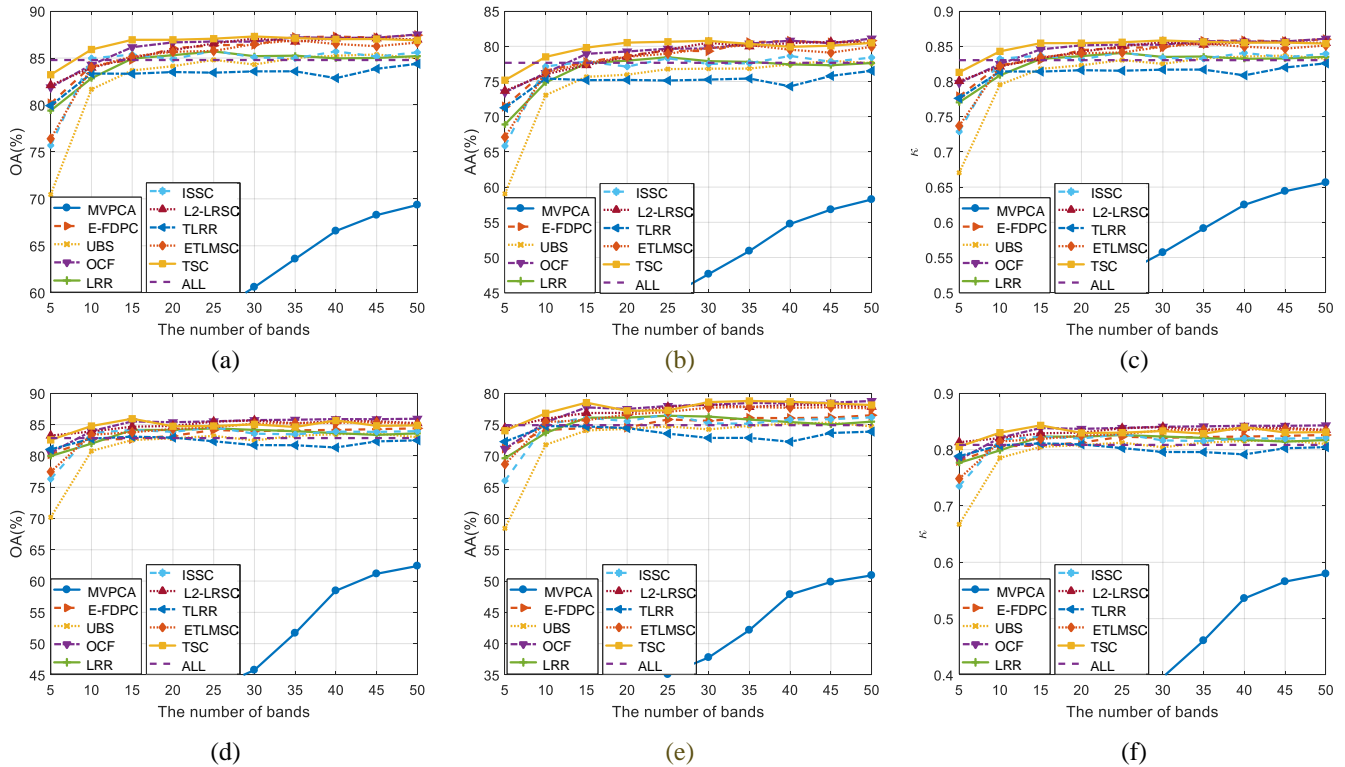 90
85
80
75
70
65
60
OA(%)
MVPCA
E-FDPC
UBS
OCF
LRR
ISSC
L2-LRSC
TLRR
ETLMSC
TSC
ALL
5 10 15 20 25 30 35 40 45 50
The number of bands
(a)
85
80
75
70
65
60
55
50
45
AA(%)
MVPCA
E-FDPC
UBS
OCF
LRR
ISSC
L2-LRSC
TLRR
ETLMSC
TSC
ALL
5 10 15 20 25 30 35 40 45 50
The number of bands
(b)
0.9
0.85
0.8
0.75
0.7
0.65
0.6
0.55
0.5
κ
MVPCA
E-FDPC
UBS
OCF
LRR
ISSC
L2-LRSC
TLRR
ETLMSC
TSC
ALL
5 10 15 20 25 30 35 40 45 50
The number of bands
(c)
90
85
80
75
70
65
60
55
50
45
OA(%)
MVPCA
E-FDPC
UBS
OCF
LRR
ISSC
L2-LRSC
TLRR
ETLMSC
TSC
ALL
5 10 15 20 25 30 35 40 45 50
The number of bands
(d)
80
75
70
65
60
55
50
45
40
35
AA(%)
MVPCA
E-FDPC
UBS
OCF
LRR
ISSC
L2-LRSC
TLRR
ETLMSC
TSC
ALL
5 10 15 20 25 30 35 40 45 50
The number of bands
(e)
0.9
0.8
0.7
0.6
0.5
0.4
κ
MVPCA
E-FDPC
UBS
OCF
LRR
ISSC
L2-LRSC
TLRR
ETLMSC
TSC
ALL
5 10 15 20 25 30 35 40 45 50
The number of bands
(f)